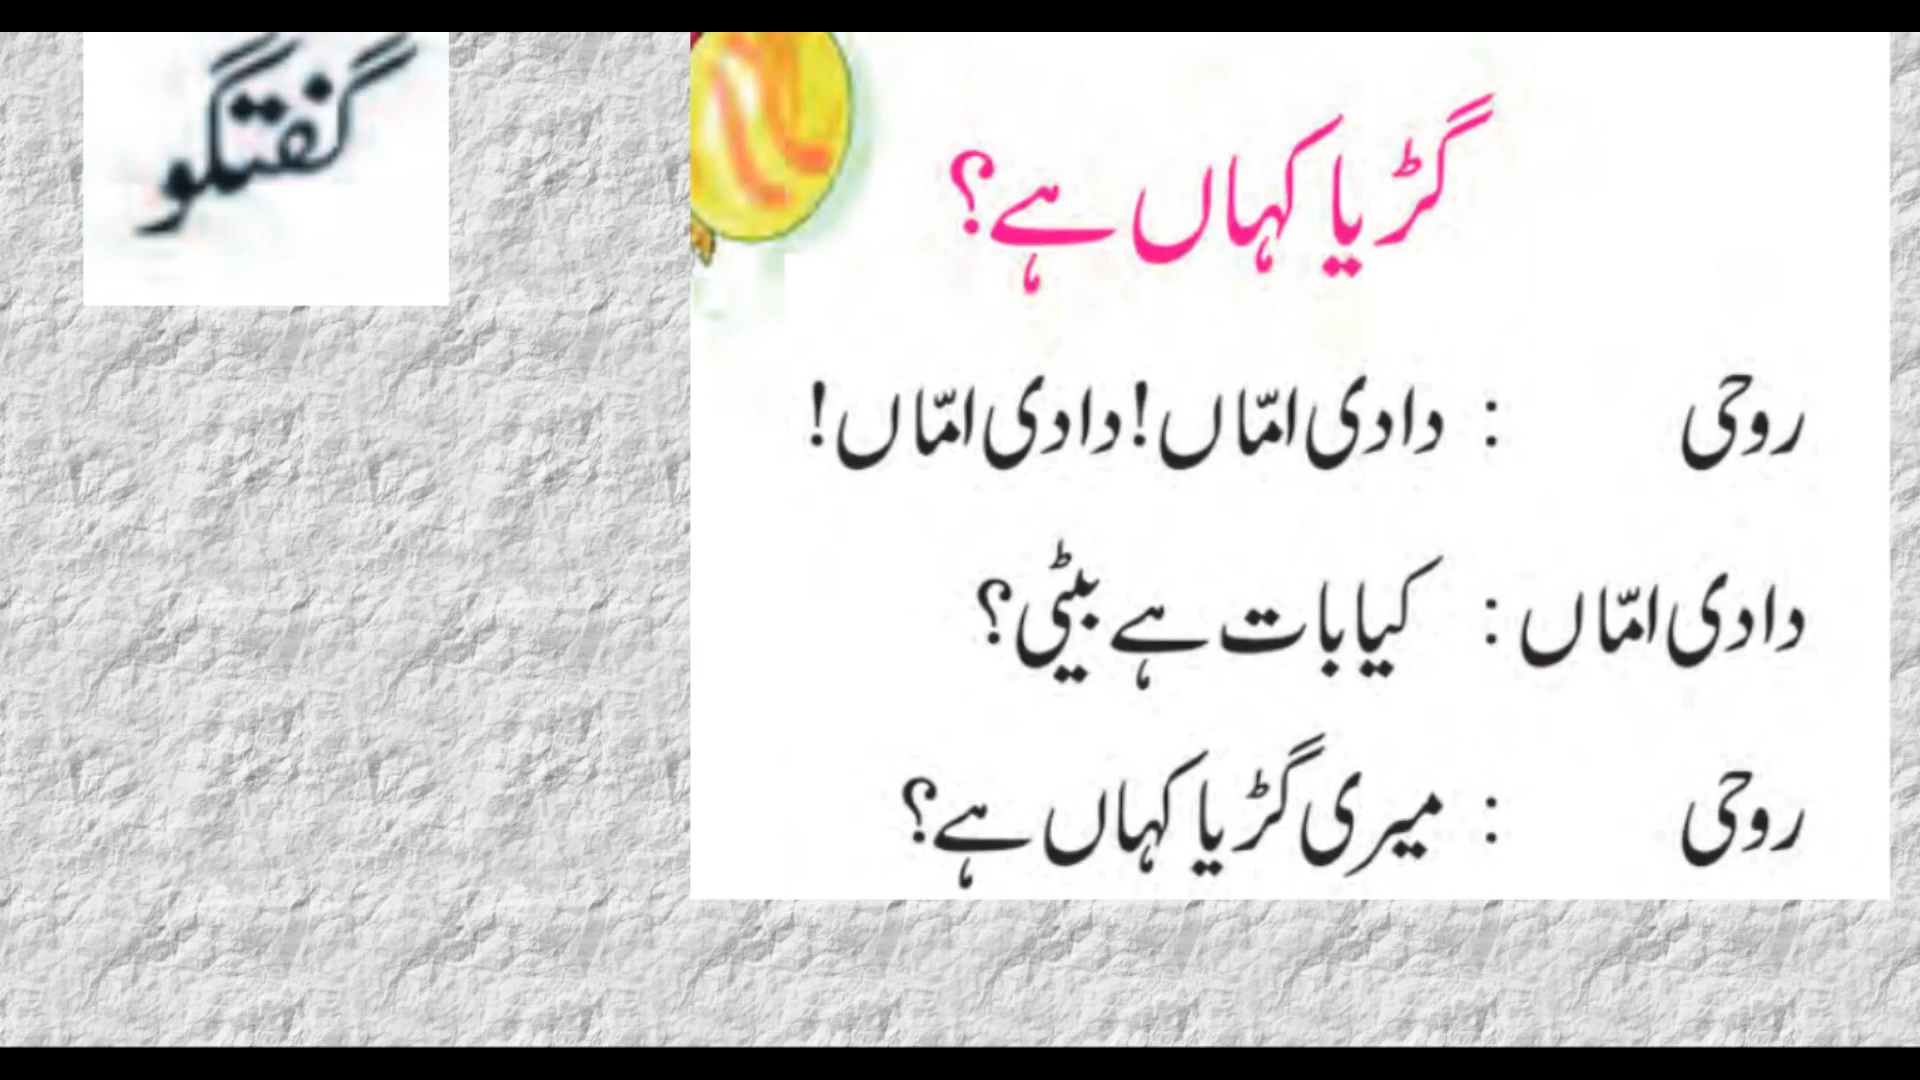 گفتگو
گڑیا کہاں ہے؟
روحی : دادی امّاں! دادی امّاں!
دادی امّاں : کیا بات ہے بیٹی؟
روحی : میری گڑیا کہاں ہے؟